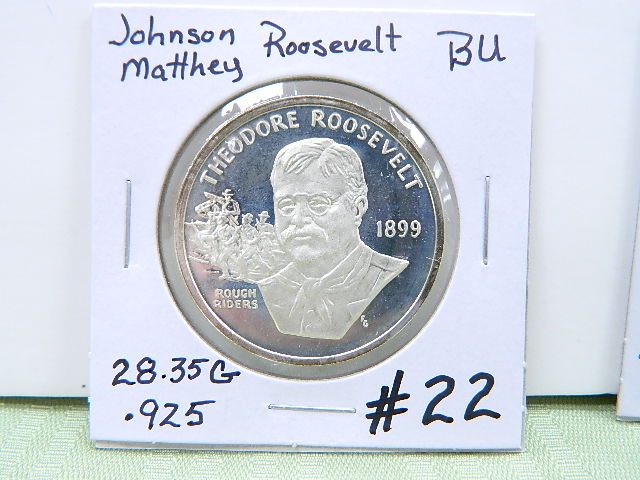 Johnson Roosevelt BU
Matthey
THEODORE ROOSEVELT
1899
ROUGH
RIDERS
28.35G
.925
#22